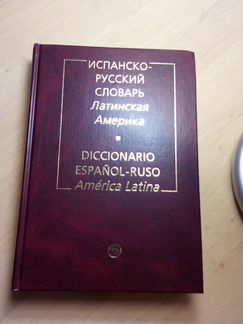 ИСПАНСКО-
РУССКИЙ
СЛОВАРЬ
Латинская
Америка
DICCIONARIO
ESPAÑOL-RUSO
América Latina